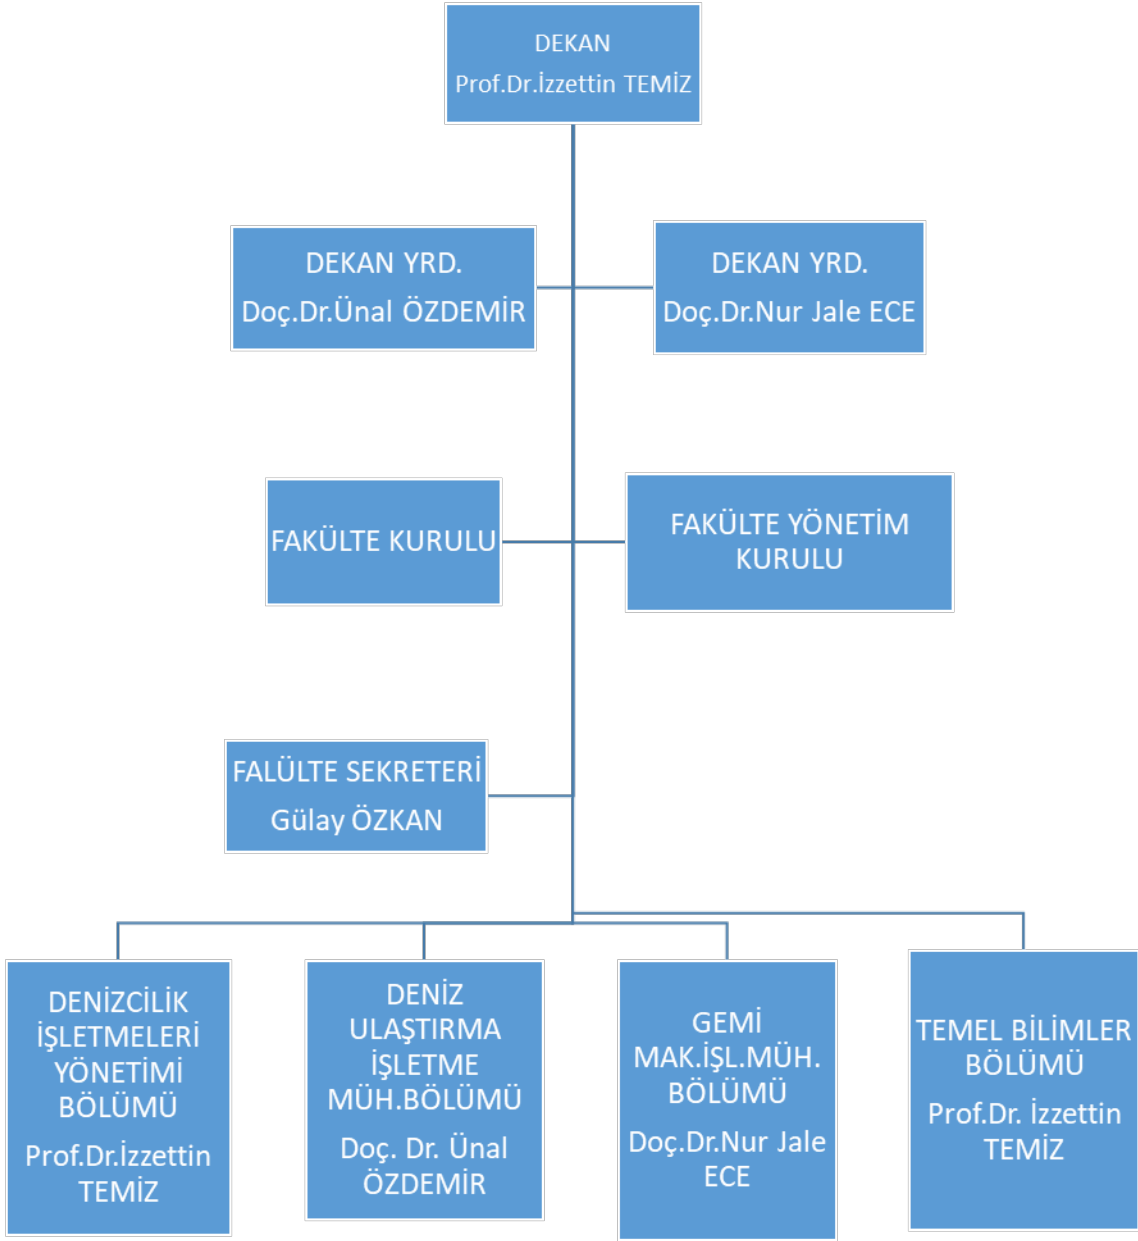 DEKAN
Prof.Dr.İzzettin TEMİZ
DEKAN YRD.
Doç.Dr.Ünal ÖZDEMİR
DEKAN YRD.
Doç.Dr.Nur Jale ECE
FAKÜLTE KURULU
FAKÜLTE YÖNETİM
KURULU
FALÜLTE SEKRETERİ
Gülay ÖZKAN
DENİZCİLİK
İŞLETMELERİ
YÖNETİMİ
BÖLÜMÜ
Prof.Dr.İzzettin
TEMİZ
DENİZ
ULAŞTIRMA
İŞLETME
MÜH.BÖLÜMÜ
Doç. Dr. Ünal
ÖZDEMİR
GEMİ
MAK.İŞL.MÜH.
BÖLÜMÜ
Doç.Dr.Nur Jale
ECE
TEMEL BİLİMLER
BÖLÜMÜ
Prof.Dr. İzzettin
TEMİZ